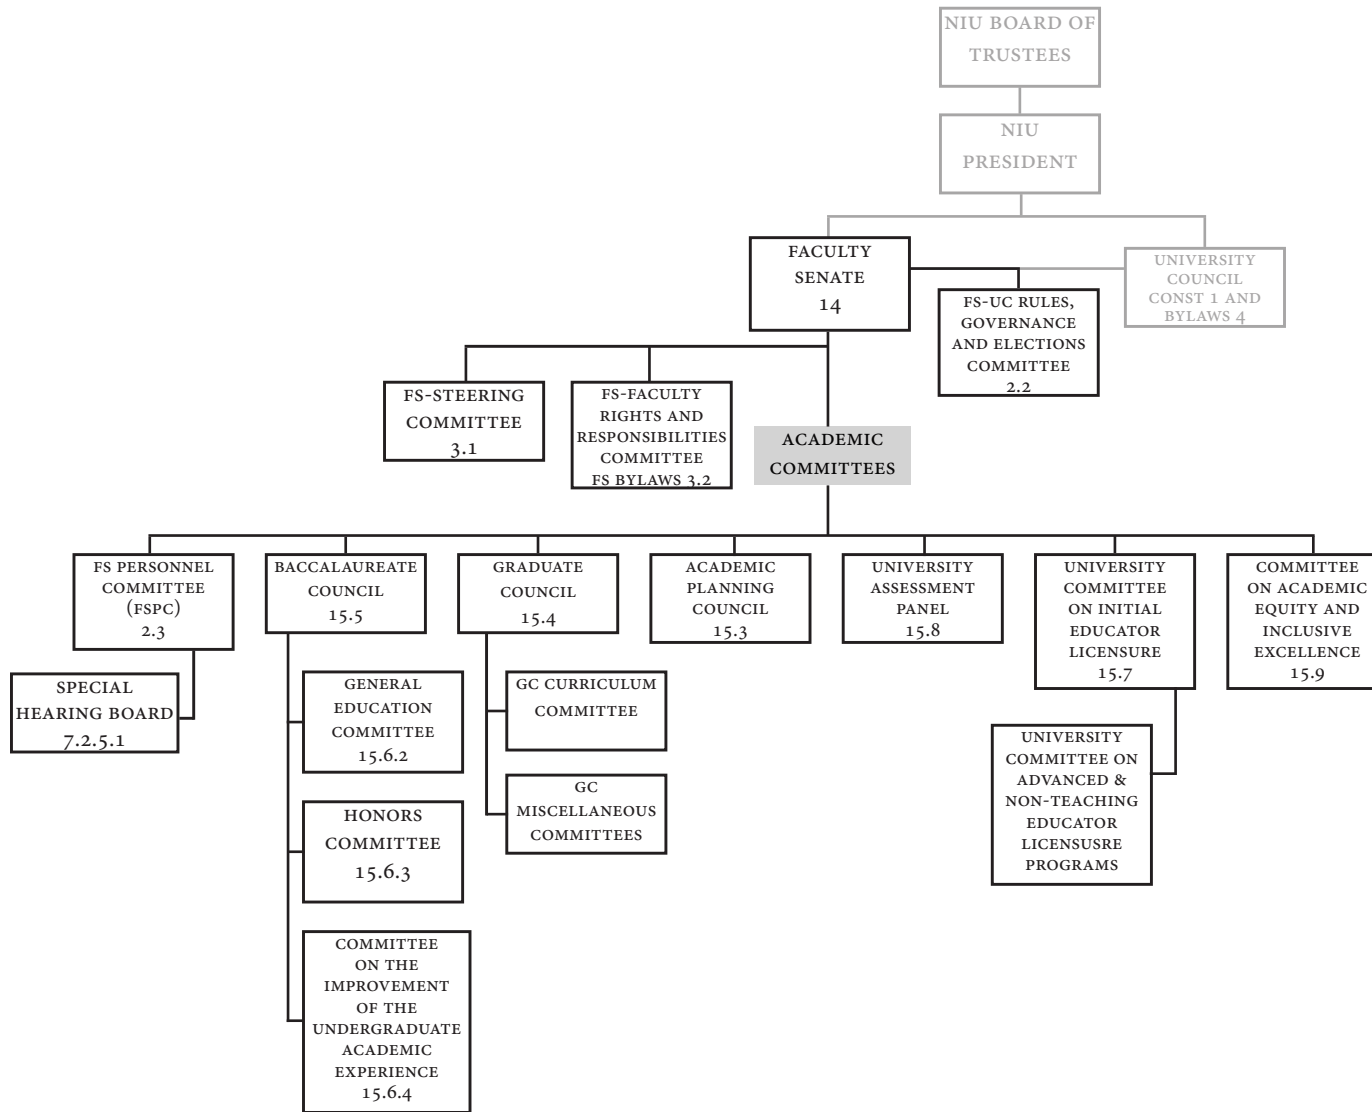 NIU BOARD OF
TRUSTEES
NIU
PRESIDENT
FACULTY
SENATE
14
UNIVERSITY
COUNCIL
CONST 1 AND
BYLAWS 4
FS-UC RULES,
GOVERNANCE
AND ELECTIONS
COMMITTEE
2.2
FS-STEERING
COMMITTEE
3.1
FS-FACULTY
RIGHTS AND
RESPONSIBILITIES
COMMITTEE
FS BYLAWS 3.2
ACADEMIC
COMMITTEES
FS PERSONNEL
COMMITTEE
(FSPC)
2.3
BACCALAUREATE
COUNCIL
15.5
GRADUATE
COUNCIL
15.4
ACADEMIC
PLANNING
COUNCIL
15.3
UNIVERSITY
ASSESSMENT
PANEL
15.8
UNIVERSITY
COMMITTEE
ON INITIAL
EDUCATOR
LICENSURE
15.7
COMMITTEE
ON ACADEMIC
EQUITY AND
INCLUSIVE
EXCELLENCE
15.9
SPECIAL
HEARING BOARD
7.2.5.1
GENERAL
EDUCATION
COMMITTEE
15.6.2
GC CURRICULUM
COMMITTEE
UNIVERSITY
COMMITTEE ON
ADVANCED &
NON-TEACHING
EDUCATOR
LICENSUSRE
PROGRAMS
HONORS
COMMITTEE
15.6.3
GC
MISCELLANEOUS
COMMITTEES
COMMITTEE
ON THE
IMPROVEMENT
OF THE
UNDERGRADUATE
ACADEMIC
EXPERIENCE
15.6.4